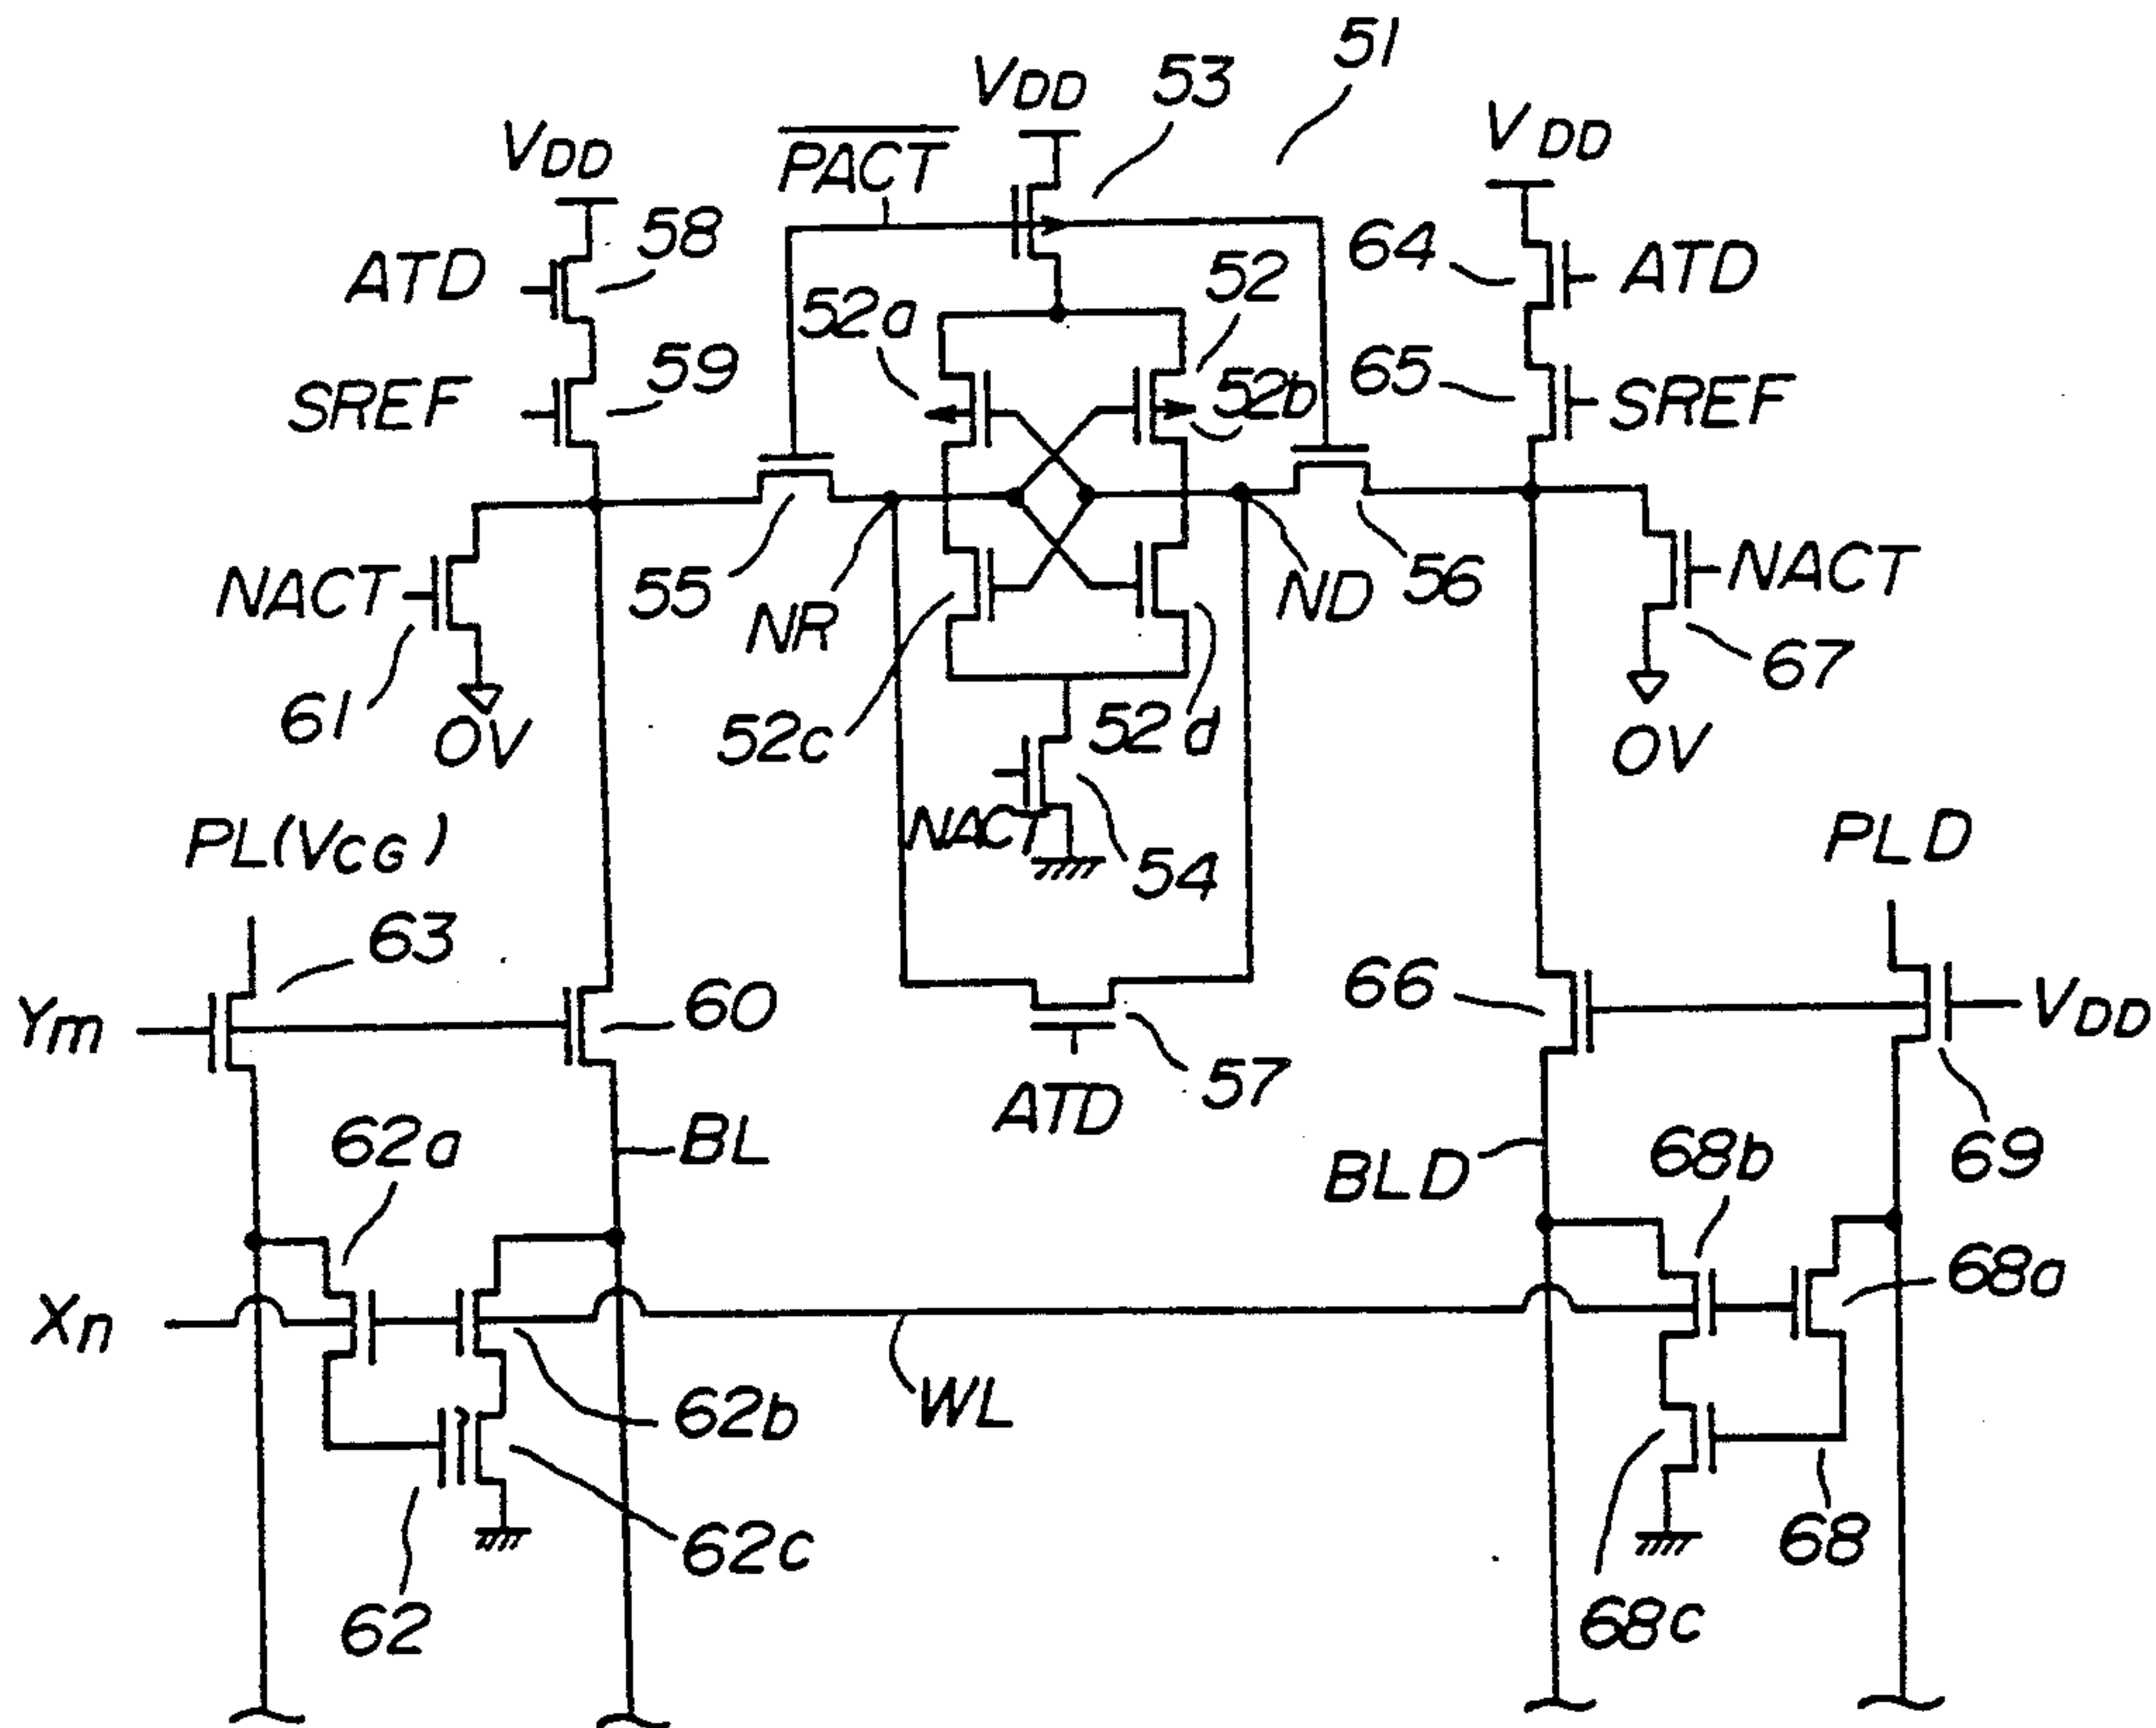 51
VDD
53
VDD
VDD
PACT
58
ATD
64
ATD
52
52a
59
SREF
65
SREF
52b
NACT
55
NR
ND
56
NACT
67
61
0V
52c
52d
0V
NACT
54
PL(VCG)
PLD
63
60
66
Ym
VDD
57
ATD
62a
BL
BLD
68b
69
68a
Xn
62b
WL
62c
68
62
68c